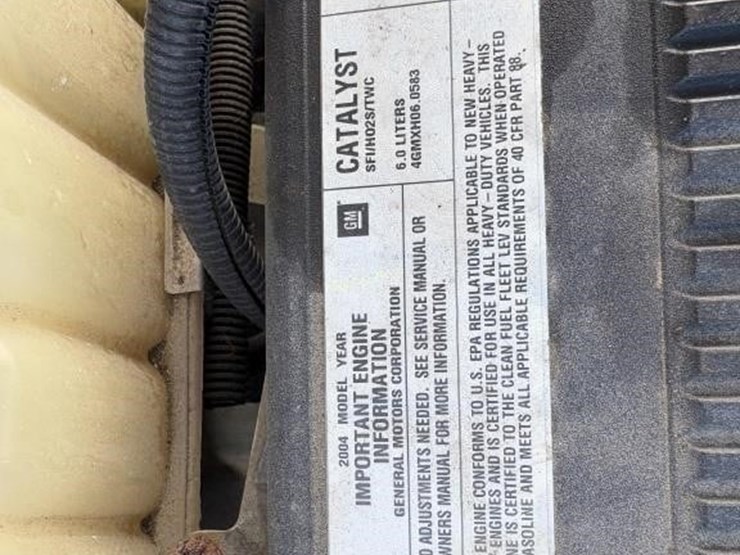 2004 MODEL YEAR
IMPORTANT ENGINE
INFORMATION
GENERAL MOTORS CORPORATION
GM
CATALYST
SFI/HO2S/TWC
6.0 LITERS
4GMXH06.0583
ADJUSTMENTS NEEDED. SEE SERVICE MANUAL OR
WNERS MANUAL FOR MORE INFORMATION.
ENGINE CONFORMS TO U.S. EPA REGULATIONS APPLICABLE TO NEW HEAVY-
ENGINES AND IS CERTIFIED FOR USE IN ALL HEAVY-DUTY VEHICLES. THIS
NE IS CERTIFIED TO THE CLEAN FUEL FLEET LEV STANDARDS WHEN OPERATED
ASOLINE AND MEETS ALL APPLICABLE REQUIREMENTS OF 40 CFR PART 88.